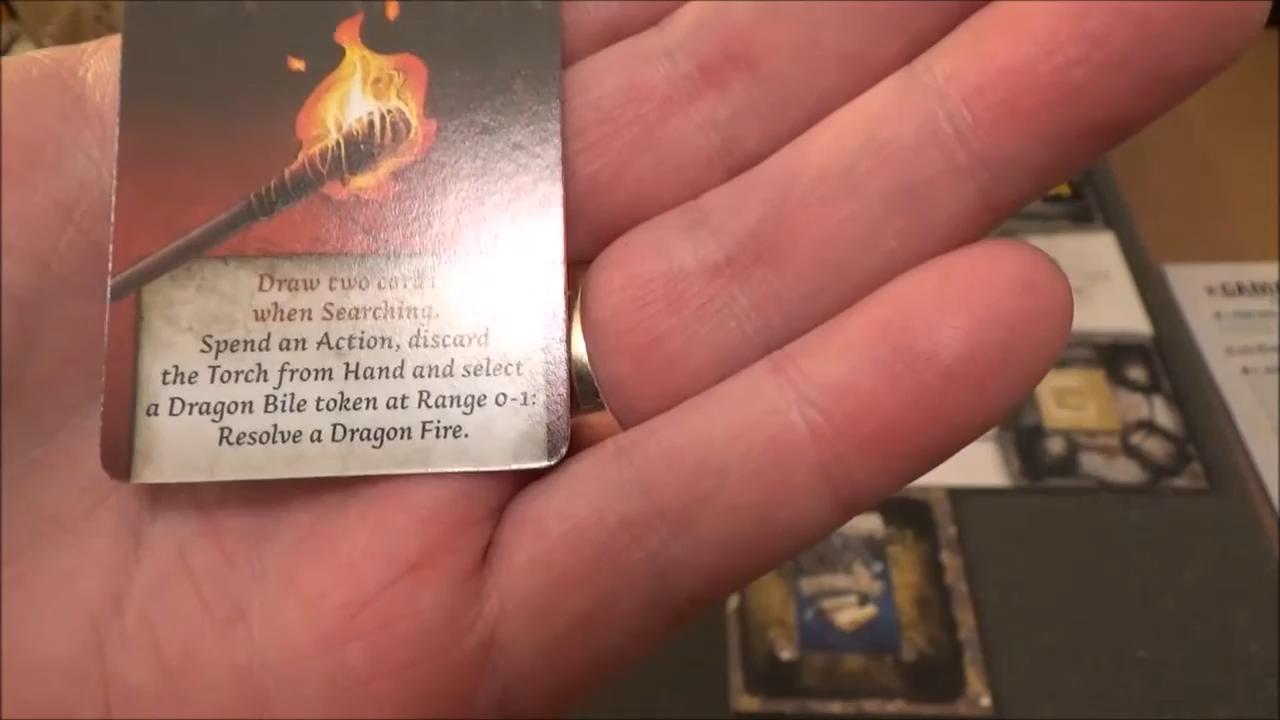 Draw two cards
when Searching.
Spend an Action, discard
the Torch from Hand and select
a Dragon Bile token at Range 0-1:
Resolve a Dragon Fire.